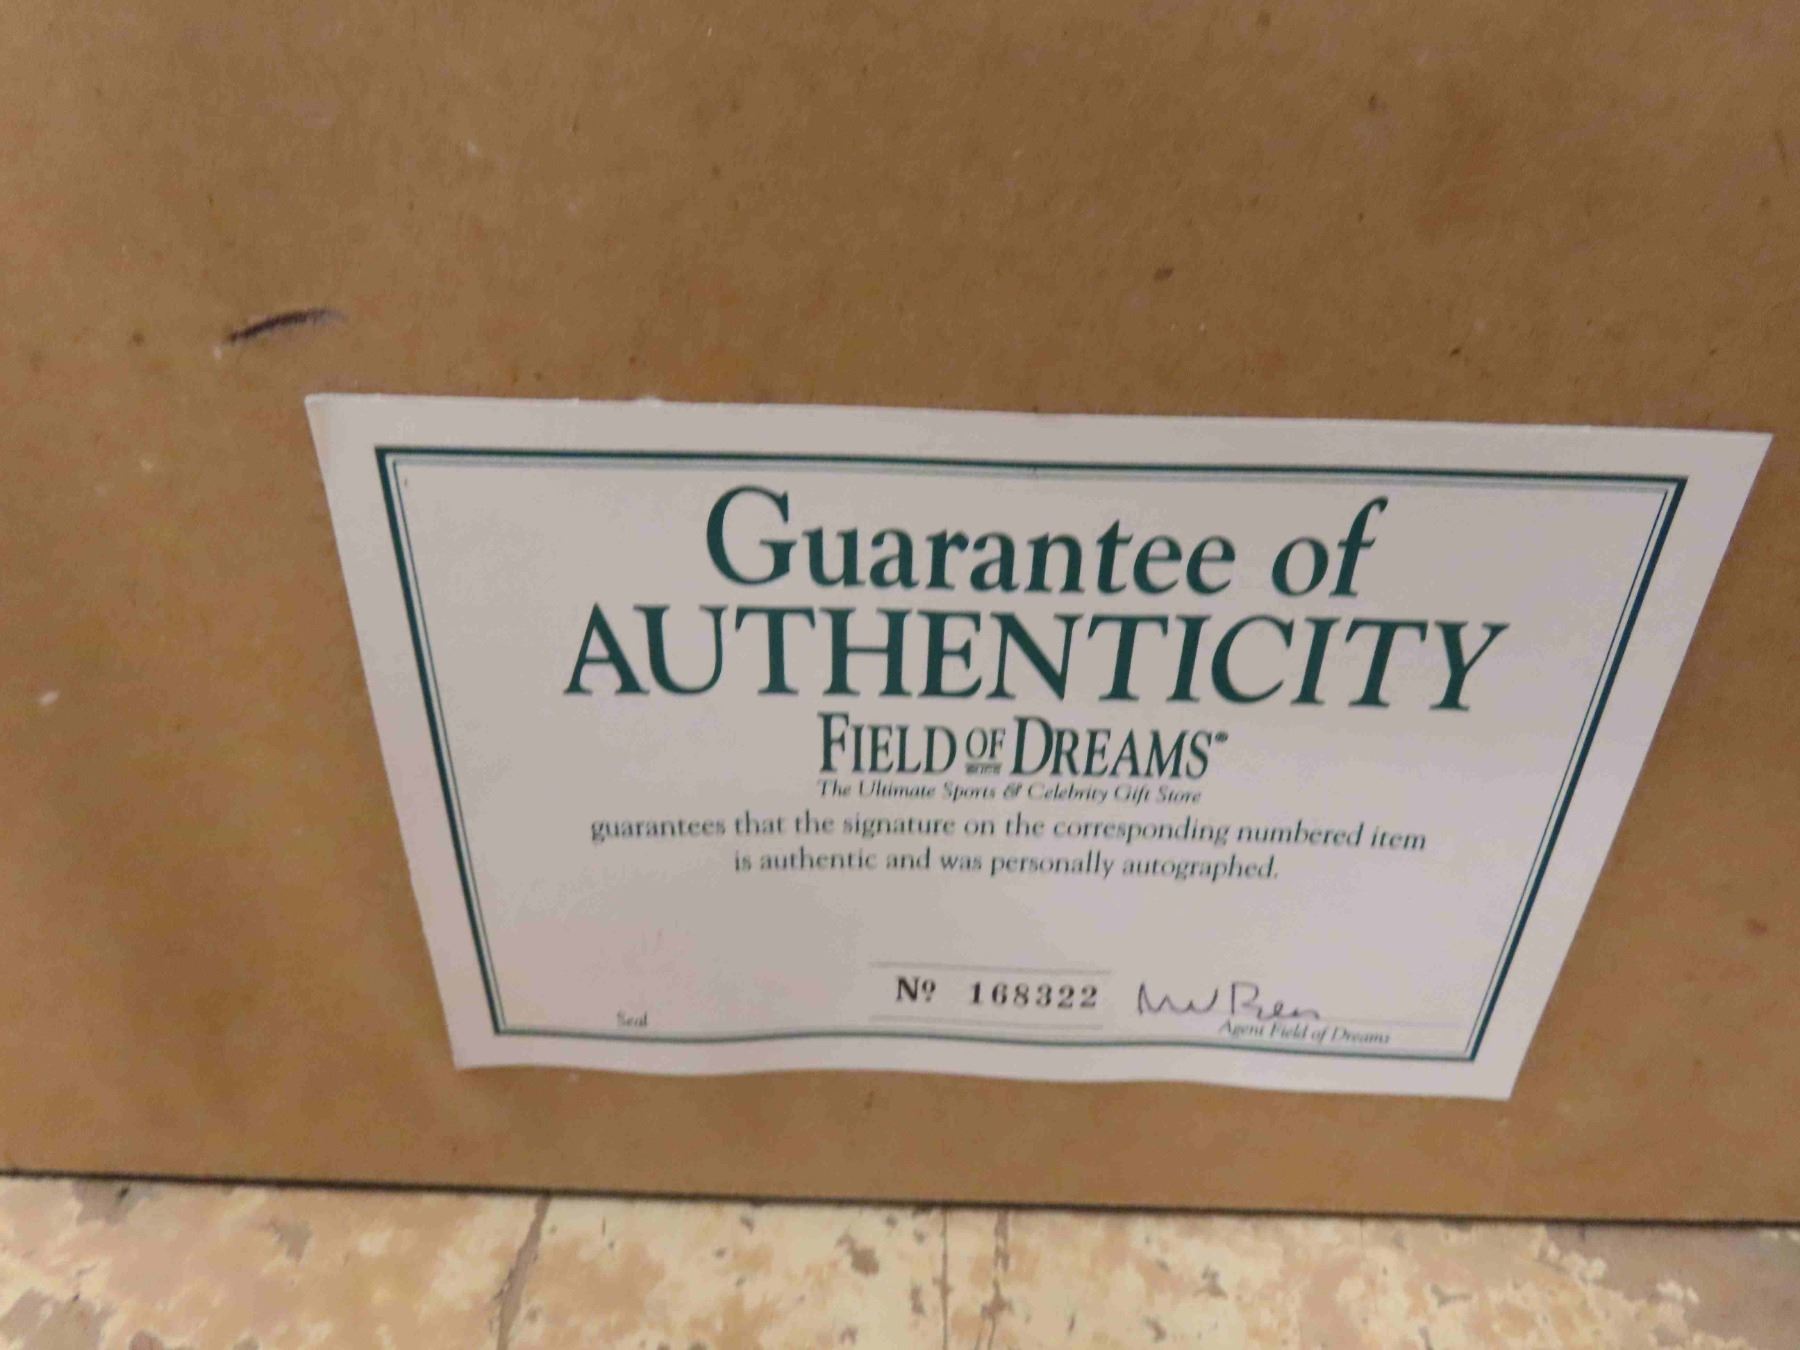 Guarantee of
AUTHENTICITY
FIELD OF DREAMS®
The Ultimate Sports & Celebrity Gift Store
guarantees that the signature on the corresponding numbered item
is authentic and was personally autographed.
Nº 168322
Seal
Agent Field of Dreams